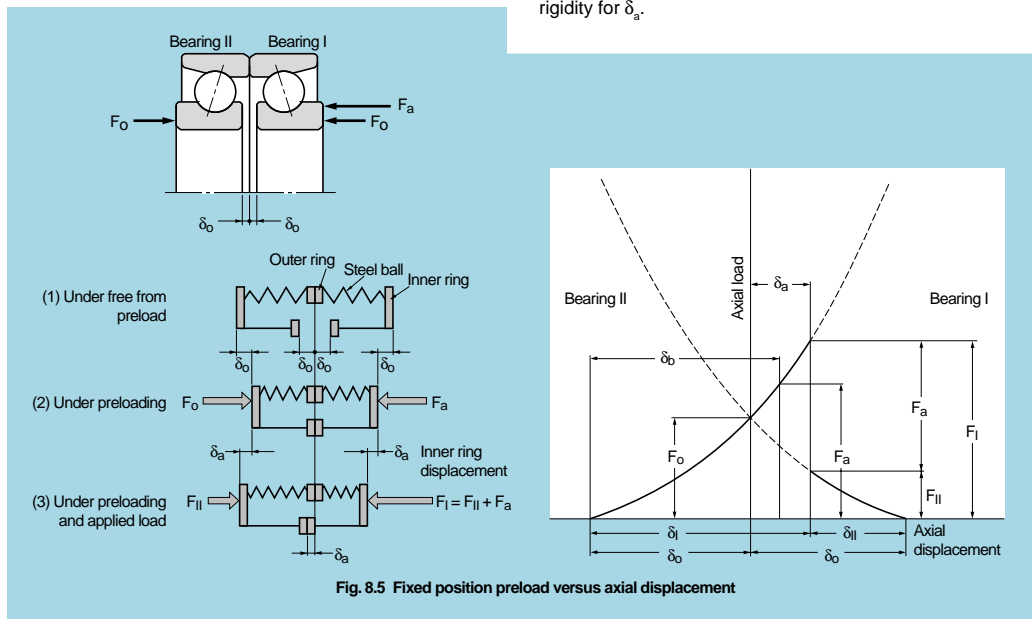 rigidity for δa.
Bearing II Bearing I
Fa
Fo Fo
δo δo
Outer ring
Steel ball
Inner ring
(1) Under free from
preload
δo δo δo δo
(2) Under preloading Fo Fa
δa δa Inner ring
displacement
(3) Under preloading
and applied load
FII FI = FII + Fa
δa
Axial load
δa
Bearing II Bearing I
δb
Fo Fa Fa FI
FII
δI δII Axial
displacement
δo δo
Fig. 8.5 Fixed position preload versus axial displacement